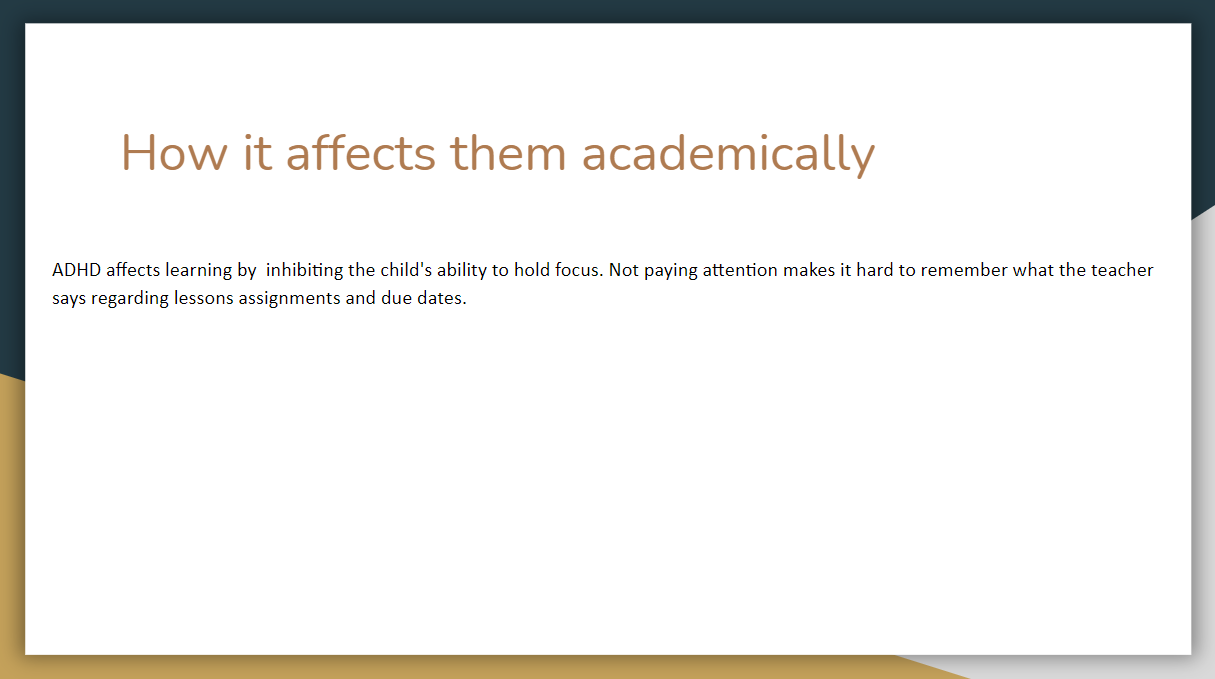 How it affects them academically
ADHD affects learning by  inhibiting the child's ability to hold focus. Not paying attention makes it hard to remember what the teacher
says regarding lessons assignments and due dates.